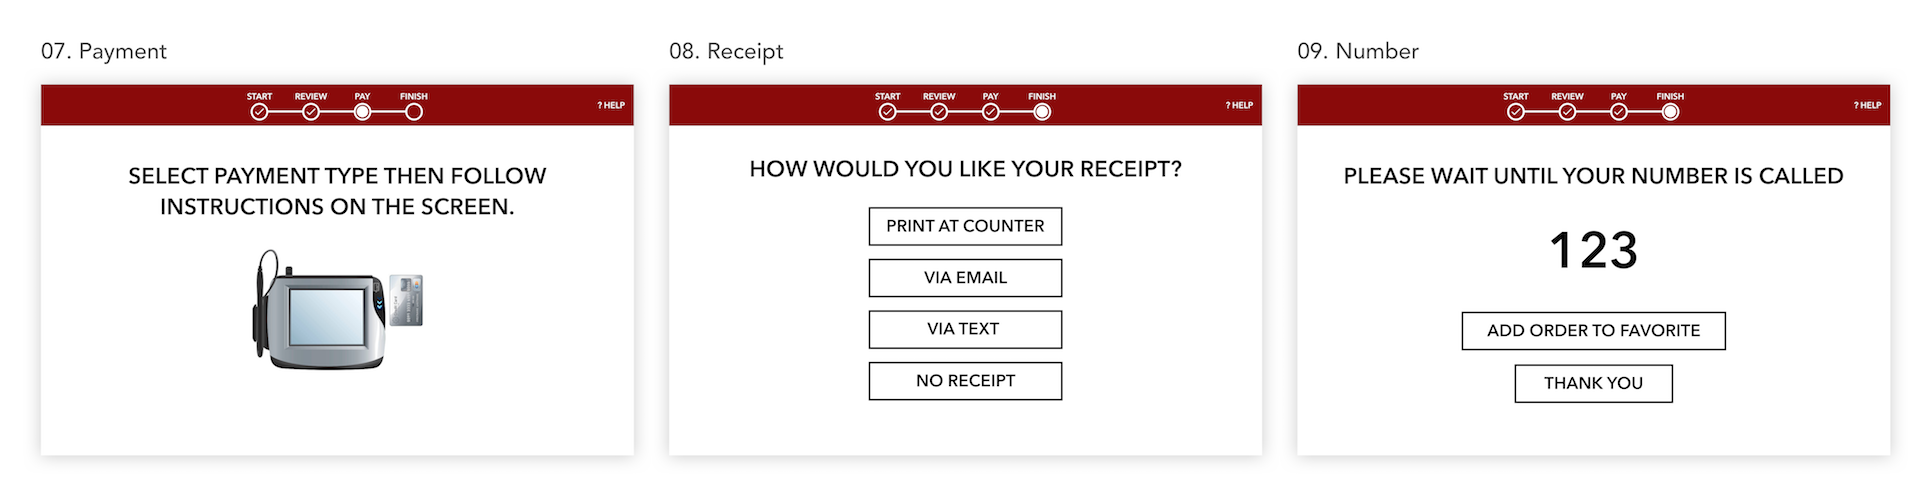 07. Payment
START REVIEW PAY FINISH
? HELP
SELECT PAYMENT TYPE THEN FOLLOW
INSTRUCTIONS ON THE SCREEN.
08. Receipt
START REVIEW PAY FINISH
? HELP
HOW WOULD YOU LIKE YOUR RECEIPT?
PRINT AT COUNTER
VIA EMAIL
VIA TEXT
NO RECEIPT
09. Number
START REVIEW PAY FINISH
? HELP
PLEASE WAIT UNTIL YOUR NUMBER IS CALLED
123
ADD ORDER TO FAVORITE
THANK YOU